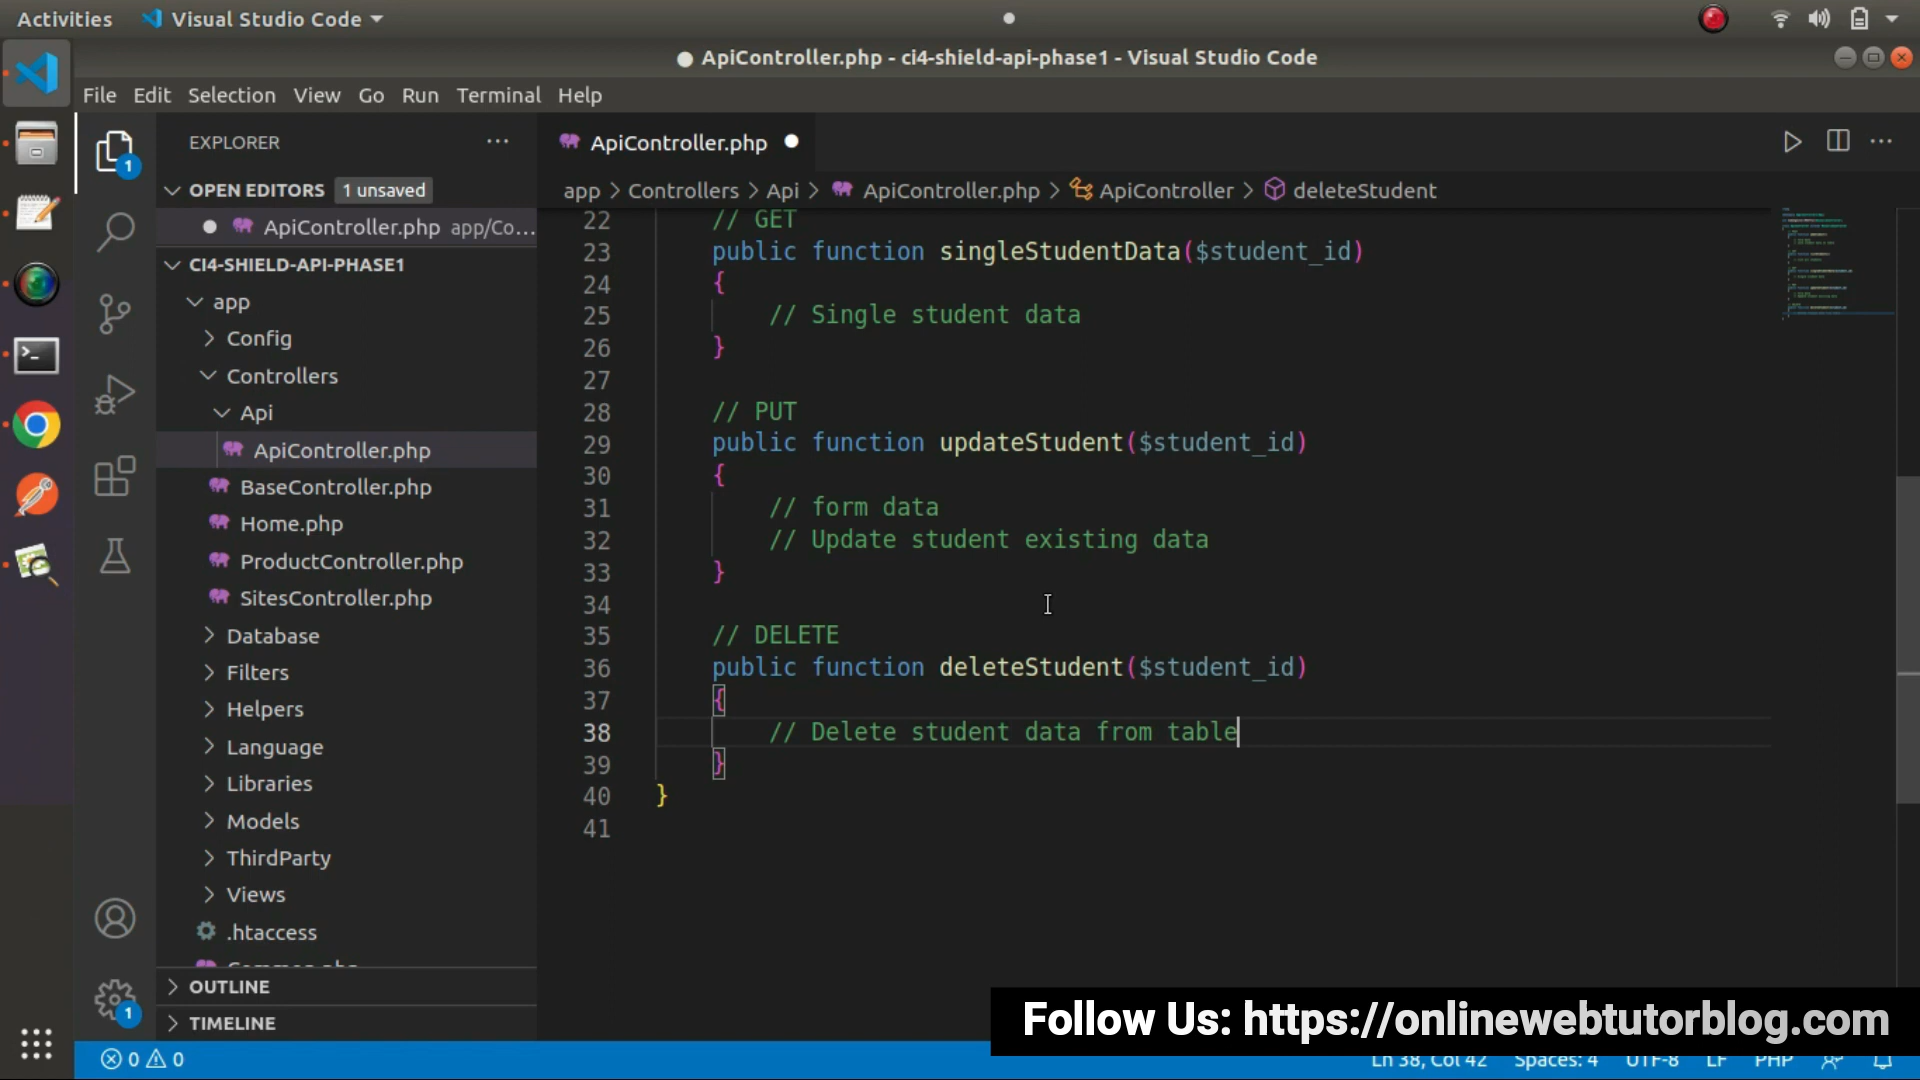 Activities
Visual Studio Code
ApiController.php - ci4-shield-api-phase1 - Visual Studio Code
File Edit Selection View Go Run Terminal Help
EXPLORER
ApiController.php
OPEN EDITORS 1 unsaved
app > Controllers > Api > ApiController.php > ApiController > deleteStudent
ApiController.php app/Co...
CI4-SHIELD-API-PHASE1
app
Config
Controllers
Api
ApiController.php
BaseController.php
Home.php
ProductController.php
SitesController.php
Database
Filters
Helpers
Language
Libraries
Models
ThirdParty
Views
.htaccess
OUTLINE
TIMELINE
1
1
22 // GET
23 public function singleStudentData($student_id)
24 {
25 // Single student data
26 }
27
28 // PUT
29 public function updateStudent($student_id)
30 {
31 // form data
32 // Update student existing data
33 }
34
35 // DELETE
36 public function deleteStudent($student_id)
37 {
38 // Delete student data from table
39 }
40 }
41
Follow Us: https://onlinewebtutorblog.com
0 0
Ln 38, Col 42 Spaces: 4 UTF-8 LF PHP